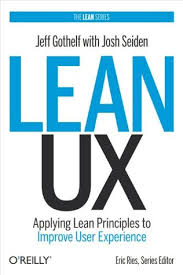 THE LEAN SERIES
Jeff Gothelf with Josh Seiden
LEAN
UX
Applying Lean Principles to
Improve User Experience
O'REILLY®
Eric Ries, Series Editor